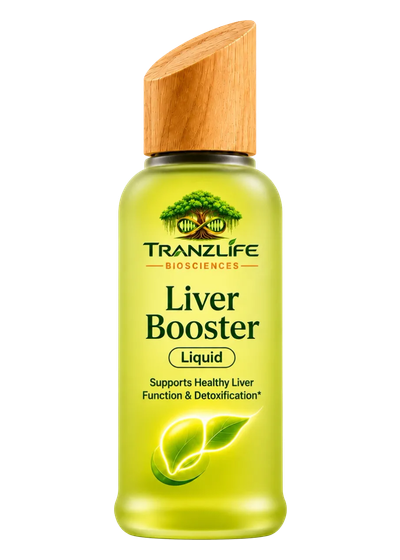 TRANZLIFE
BIOSCIENCES
Liver
Booster
Liquid
Supports Healthy Liver
Function & Detoxification*